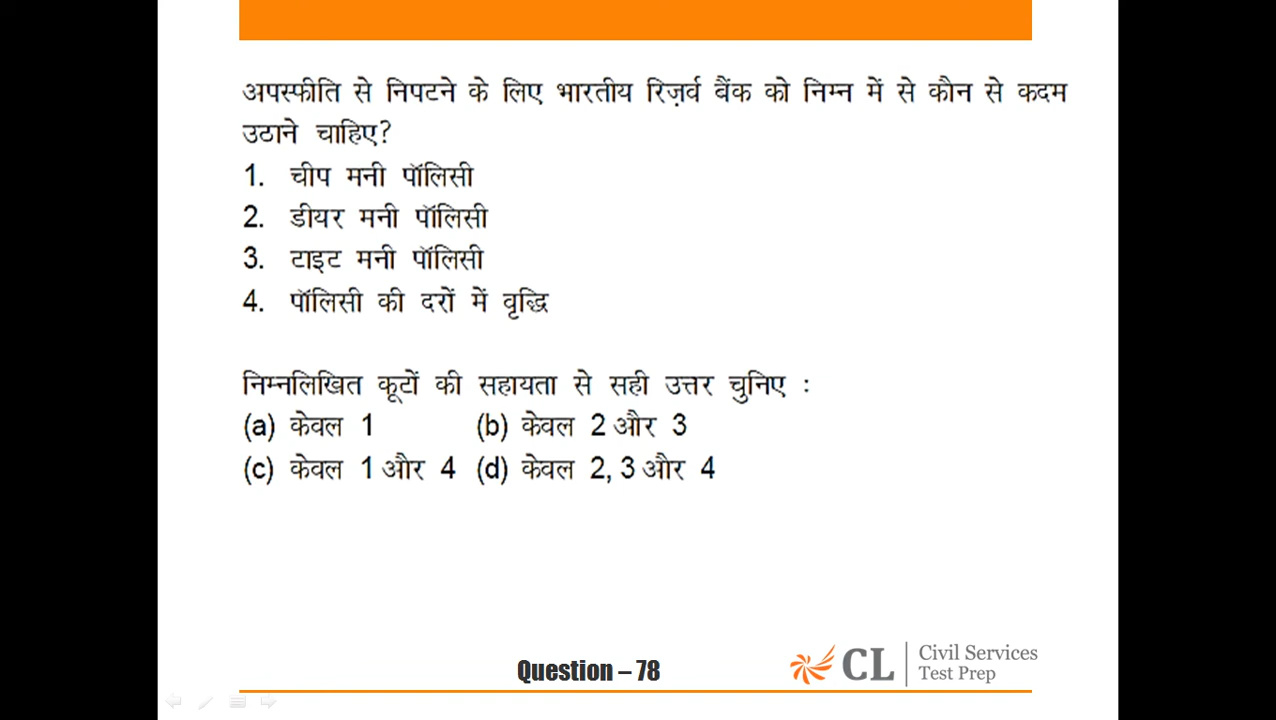 अपस्फीति से निपटने के लिए भारतीय रिज़र्व बैंक को निम्न में से कौन से कदम
उठाने चाहिए?
1. चीप मनी पॉलिसी
2. डीयर मनी पॉलिसी
3. टाइट मनी पॉलिसी
4. पॉलिसी की दरों में वृद्धि
निम्नलिखित कूटों की सहायता से सही उत्तर चुनिए :
(a) केवल 1 (b) केवल 2 और 3
(c) केवल 1 और 4 (d) केवल 2, 3 और 4
Question – 78
CL Civil Services
Test Prep